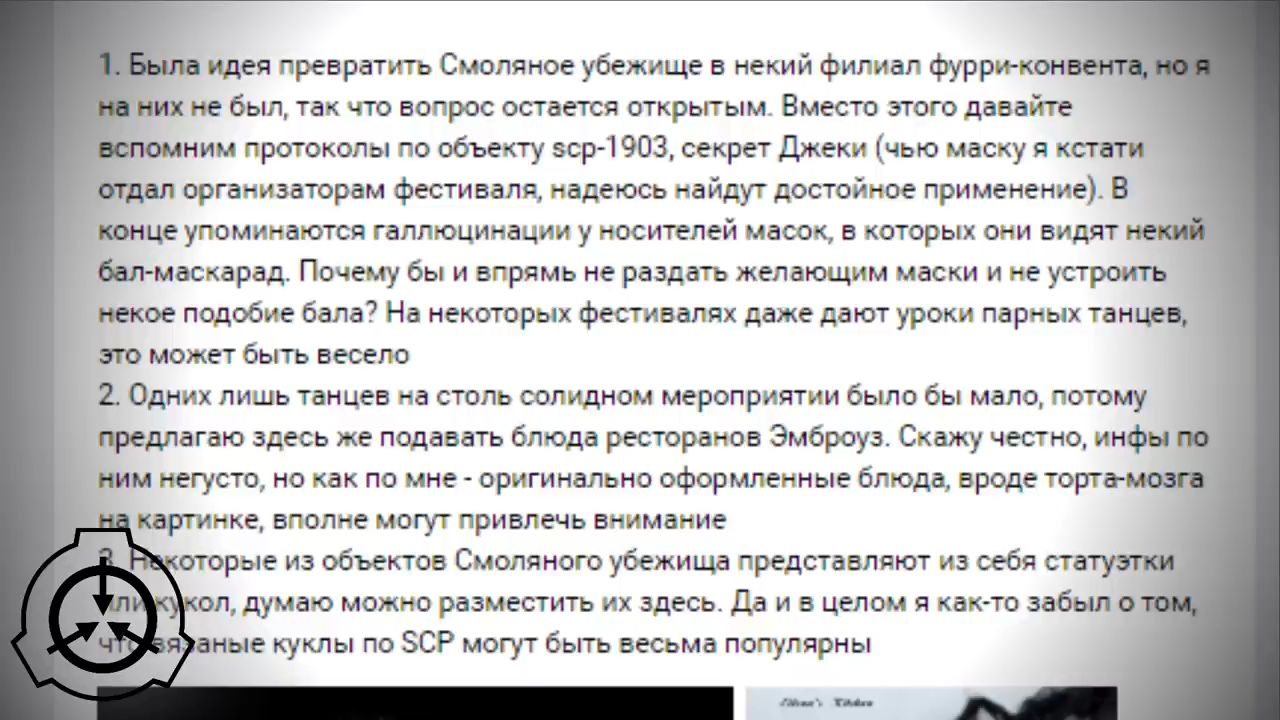 1. Была идея превратить Смоляное убежище в некий филиал фурри-конвента, но я
на них не был, так что вопрос остается открытым. Вместо этого давайте
вспомним протоколы по объекту scp-1903, секрет Джеки (чью маску я кстати
отдал организаторам фестиваля, надеюсь найдут достойное применение). В
конце упоминаются галлюцинации у носителей масок, в которых они видят некий
бал-маскарад. Почему бы и впрямь не раздать желающим маски и не устроить
некое подобие бала? На некоторых фестивалях даже дают уроки парных танцев,
это может быть весело
2. Одних лишь танцев на столь солидном мероприятии было бы мало, потому
предлагаю здесь же подавать блюда ресторанов Эмброуз. Скажу честно, инфы по
ним негусто, но как по мне - оригинально оформленные блюда, вроде торта-мозга
на картинке, вполне могут привлечь внимание
3. Некоторые из объектов Смоляного убежища представляют из себя статуэтки
или кукол, думаю можно разместить их здесь. Да и в целом я как-то забыл о том,
что вязаные куклы по SCP могут быть весьма популярны